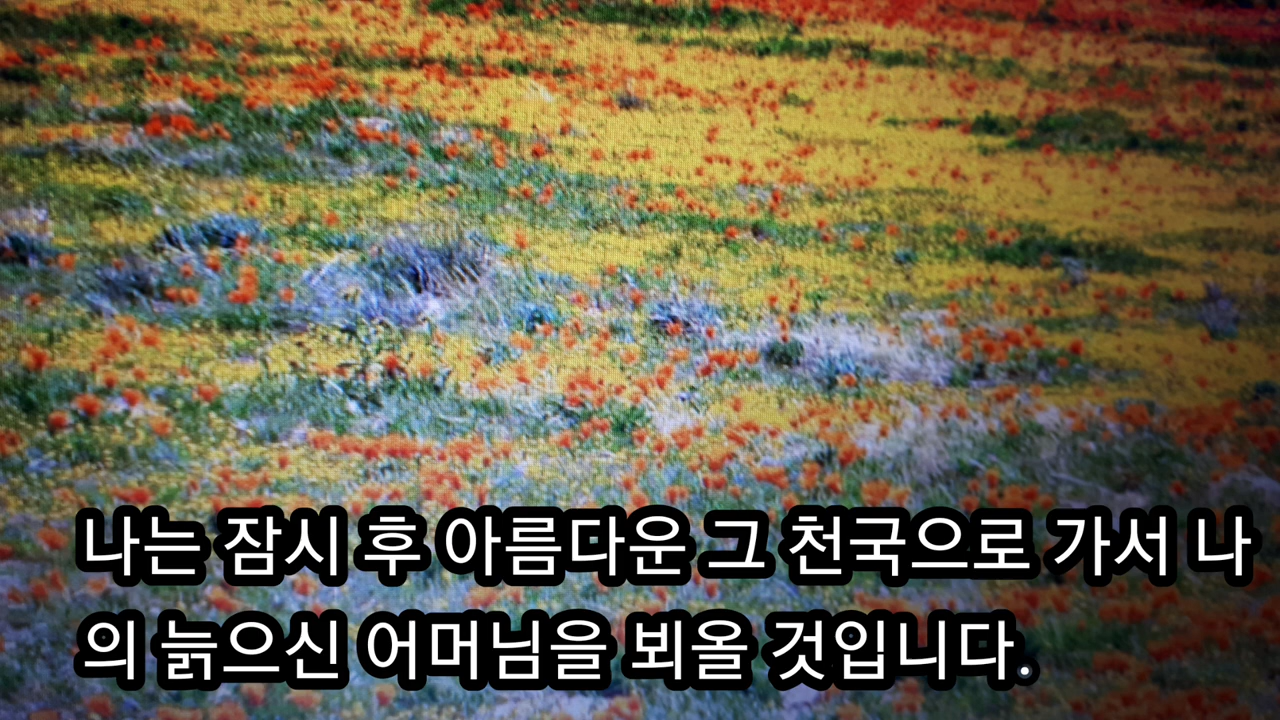 나는 잠시 후 아름다운 그 천국으로 가서 나
의 늙으신 어머님을 뵈올 것입니다.